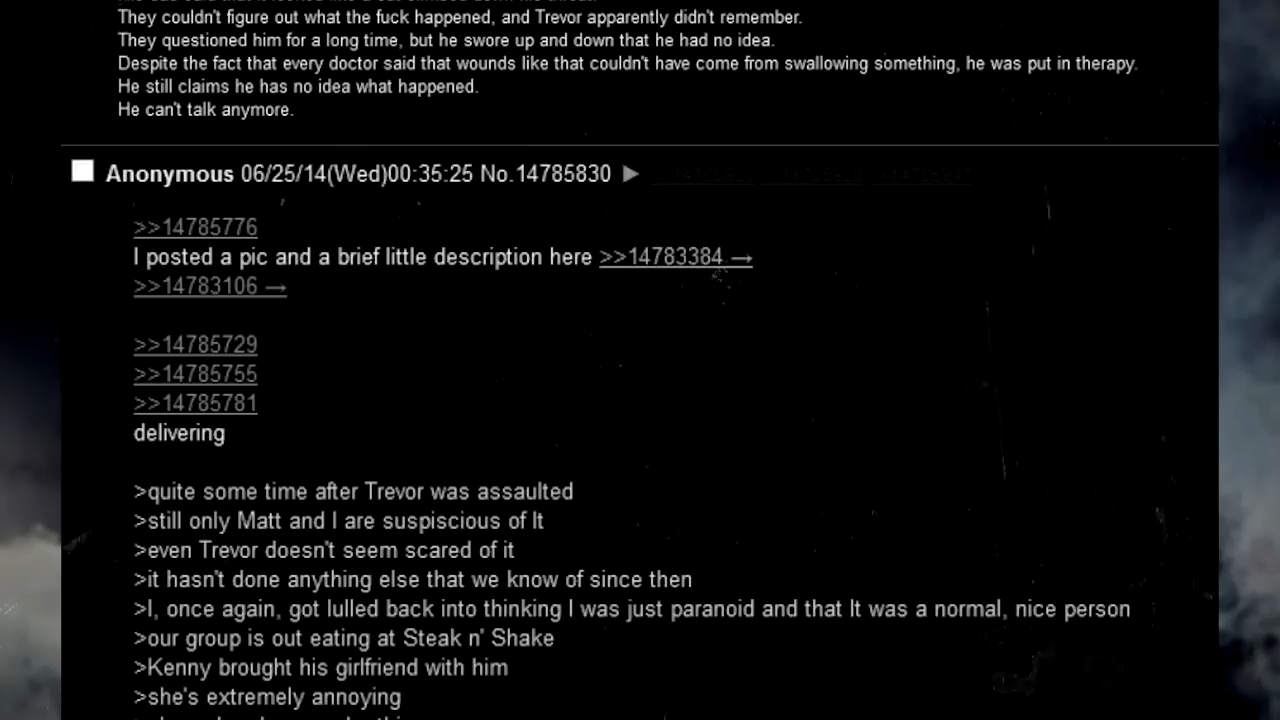 They couldn't figure out what the fuck happened, and Trevor apparently didn't remember.
They questioned him for a long time, but he swore up and down that he had no idea.
Despite the fact that every doctor said that wounds like that couldn't have come from swallowing something, he was put in therapy.
He still claims he has no idea what happened.
He can't talk anymore.
Anonymous 06/25/14(Wed)00:35:25 No.14785830 ▶
>>14785776
I posted a pic and a brief little description here >>14783384 →
>>14783106 →
>>14785729
>>14785755
>>14785781
delivering
>quite some time after Trevor was assaulted
>still only Matt and I are suspiscious of It
>even Trevor doesn't seem scared of it
>it hasn't done anything else that we know of since then
>I, once again, got lulled back into thinking I was just paranoid and that It was a normal, nice person
>our group is out eating at Steak n' Shake
>Kenny brought his girlfriend with him
>she's extremely annoying